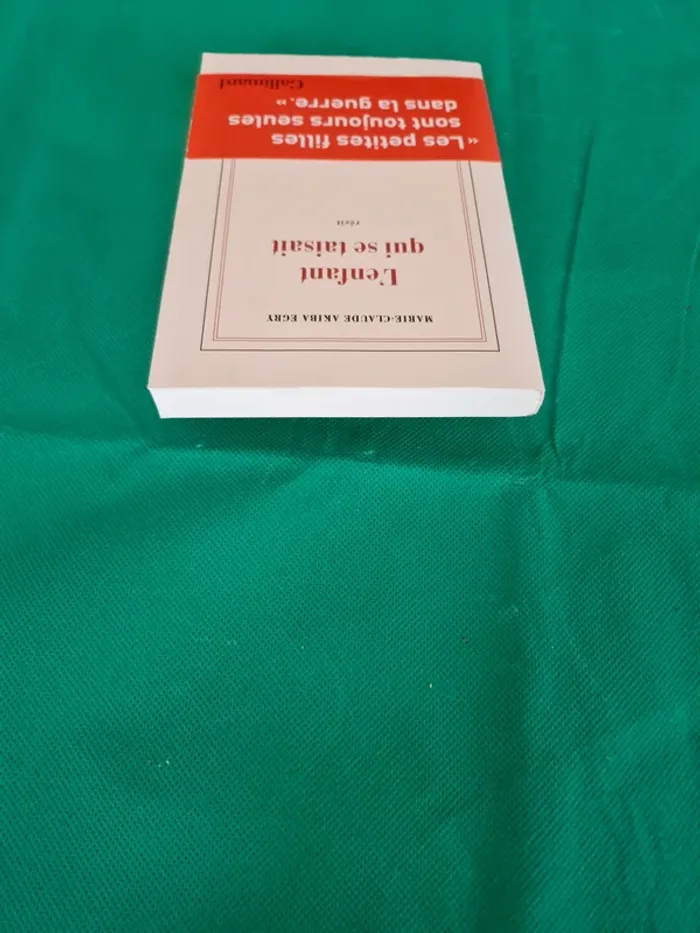 MARIE-CLAUDE AKIBA EGRY
L'enfant
qui se taisait
récit
« Les petites filles
sont toujours seules
dans la guerre. »
Gallimard